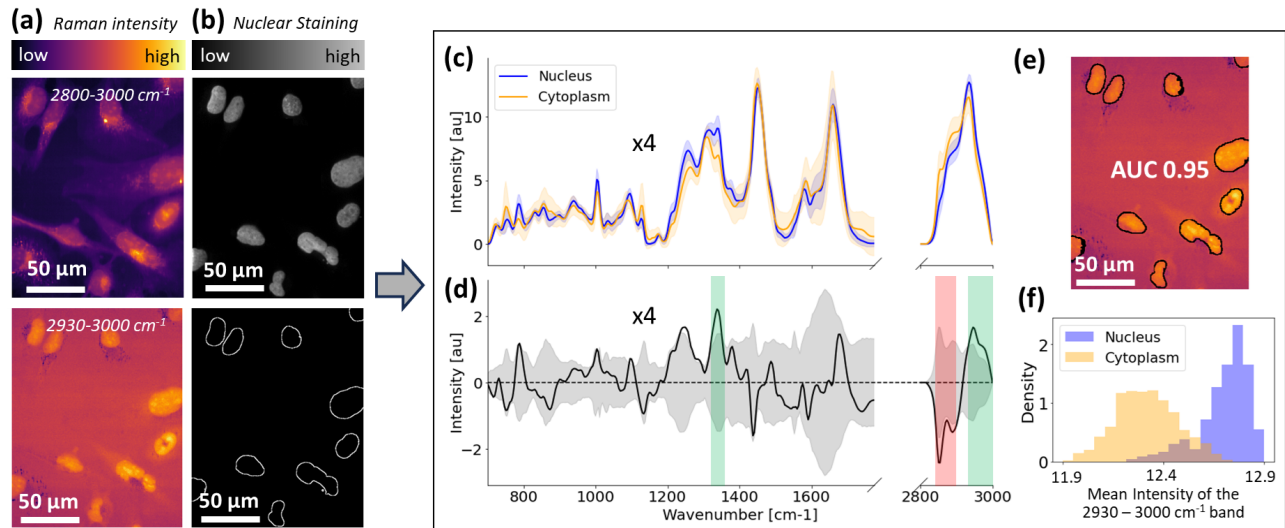 (a) Raman intensity
low high
2800-3000 cm⁻¹
50 µm
2930-3000 cm⁻¹
50 µm
(b) Nuclear Staining
low high
50 µm
50 µm
(c)
Nucleus
Cytoplasm
x4
Intensity [au]
10
5
0
(d)
x4
Intensity [au]
2
0
−2
800 1000 1200 1400 1600 2800 3000
Wavenumber [cm-1]
(e)
AUC 0.95
50 µm
(f)
Nucleus
Cytoplasm
Density
2
1
0
11.9 12.4 12.9
Mean Intensity of the
2930 – 3000 cm⁻¹ band